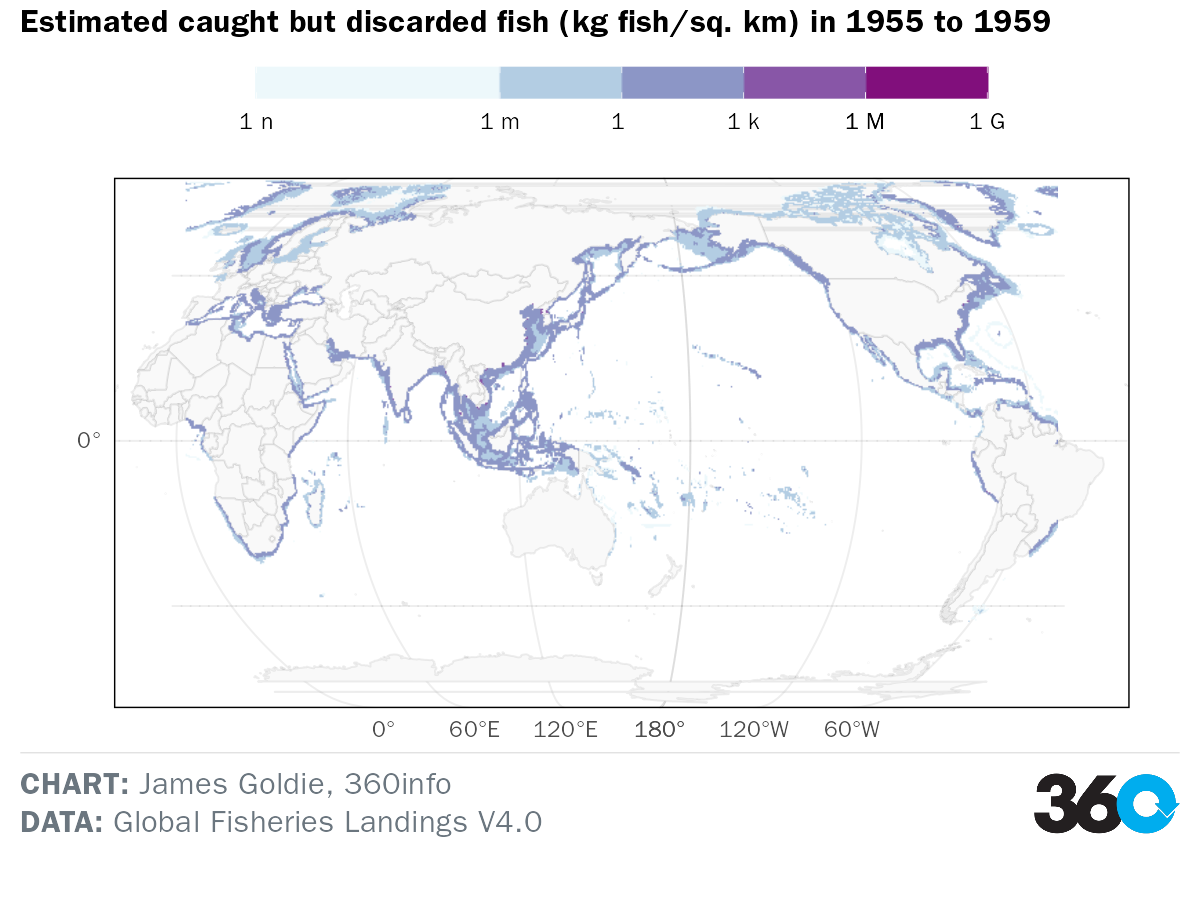 Estimated caught but discarded fish (kg fish/sq. km) in 1955 to 1959
1 n 1 m 1 1 k 1 M 1 G
0°
0° 60°E 120°E 180° 120°W 60°W
CHART: James Goldie, 360info
DATA: Global Fisheries Landings V4.0
360